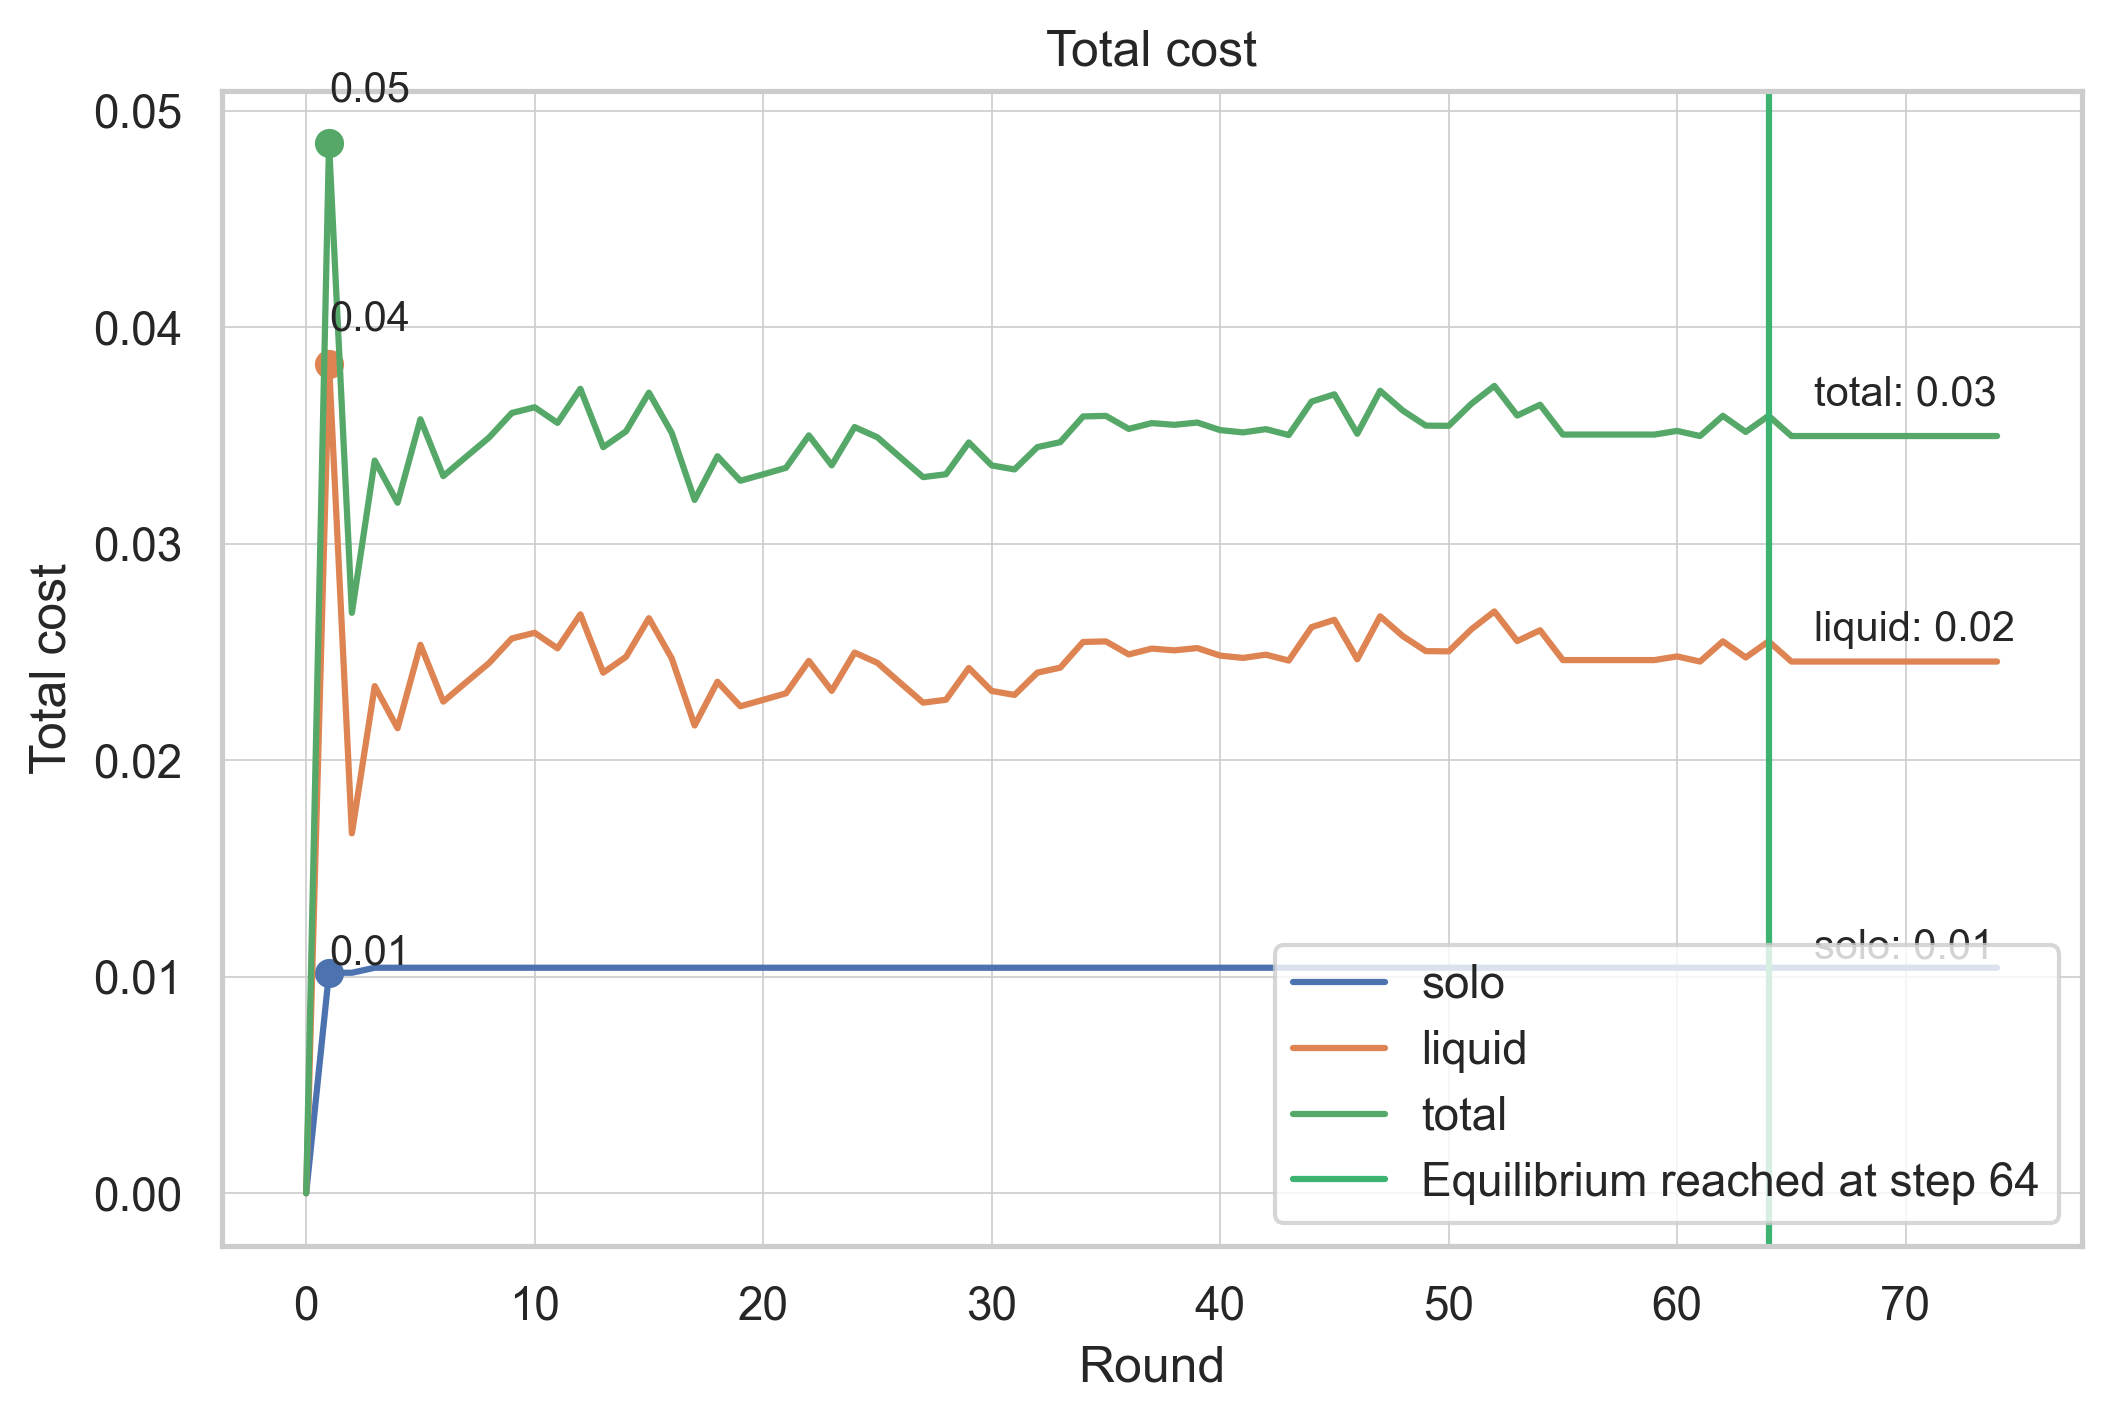 Total cost
0.05
0.04
0.03
0.02
0.01
0.00
Total cost
0.05
0.04
0.01
total: 0.03
liquid: 0.02
solo: 0.01
solo
liquid
total
Equilibrium reached at step 64
0 10 20 30 40 50 60 70
Round